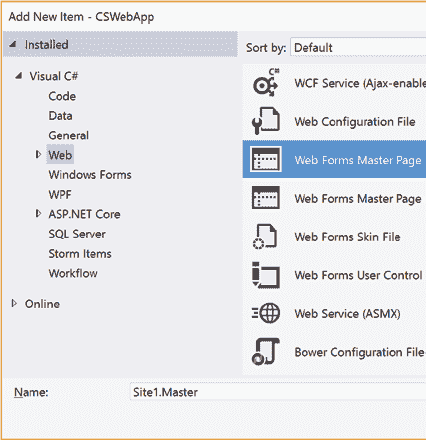 Add New Item - CSWebApp
Installed
Visual C#
Code
Data
General
Web
Windows Forms
WPF
ASP.NET Core
SQL Server
Storm Items
Workflow
Online
Sort by: Default
C#
WCF Service (Ajax-enable
Web Configuration File
Web Forms Master Page
Web Forms Master Page
Web Forms Skin File
Web Forms User Control
Web Service (ASMX)
Bower Configuration File
Name: Site1.Master